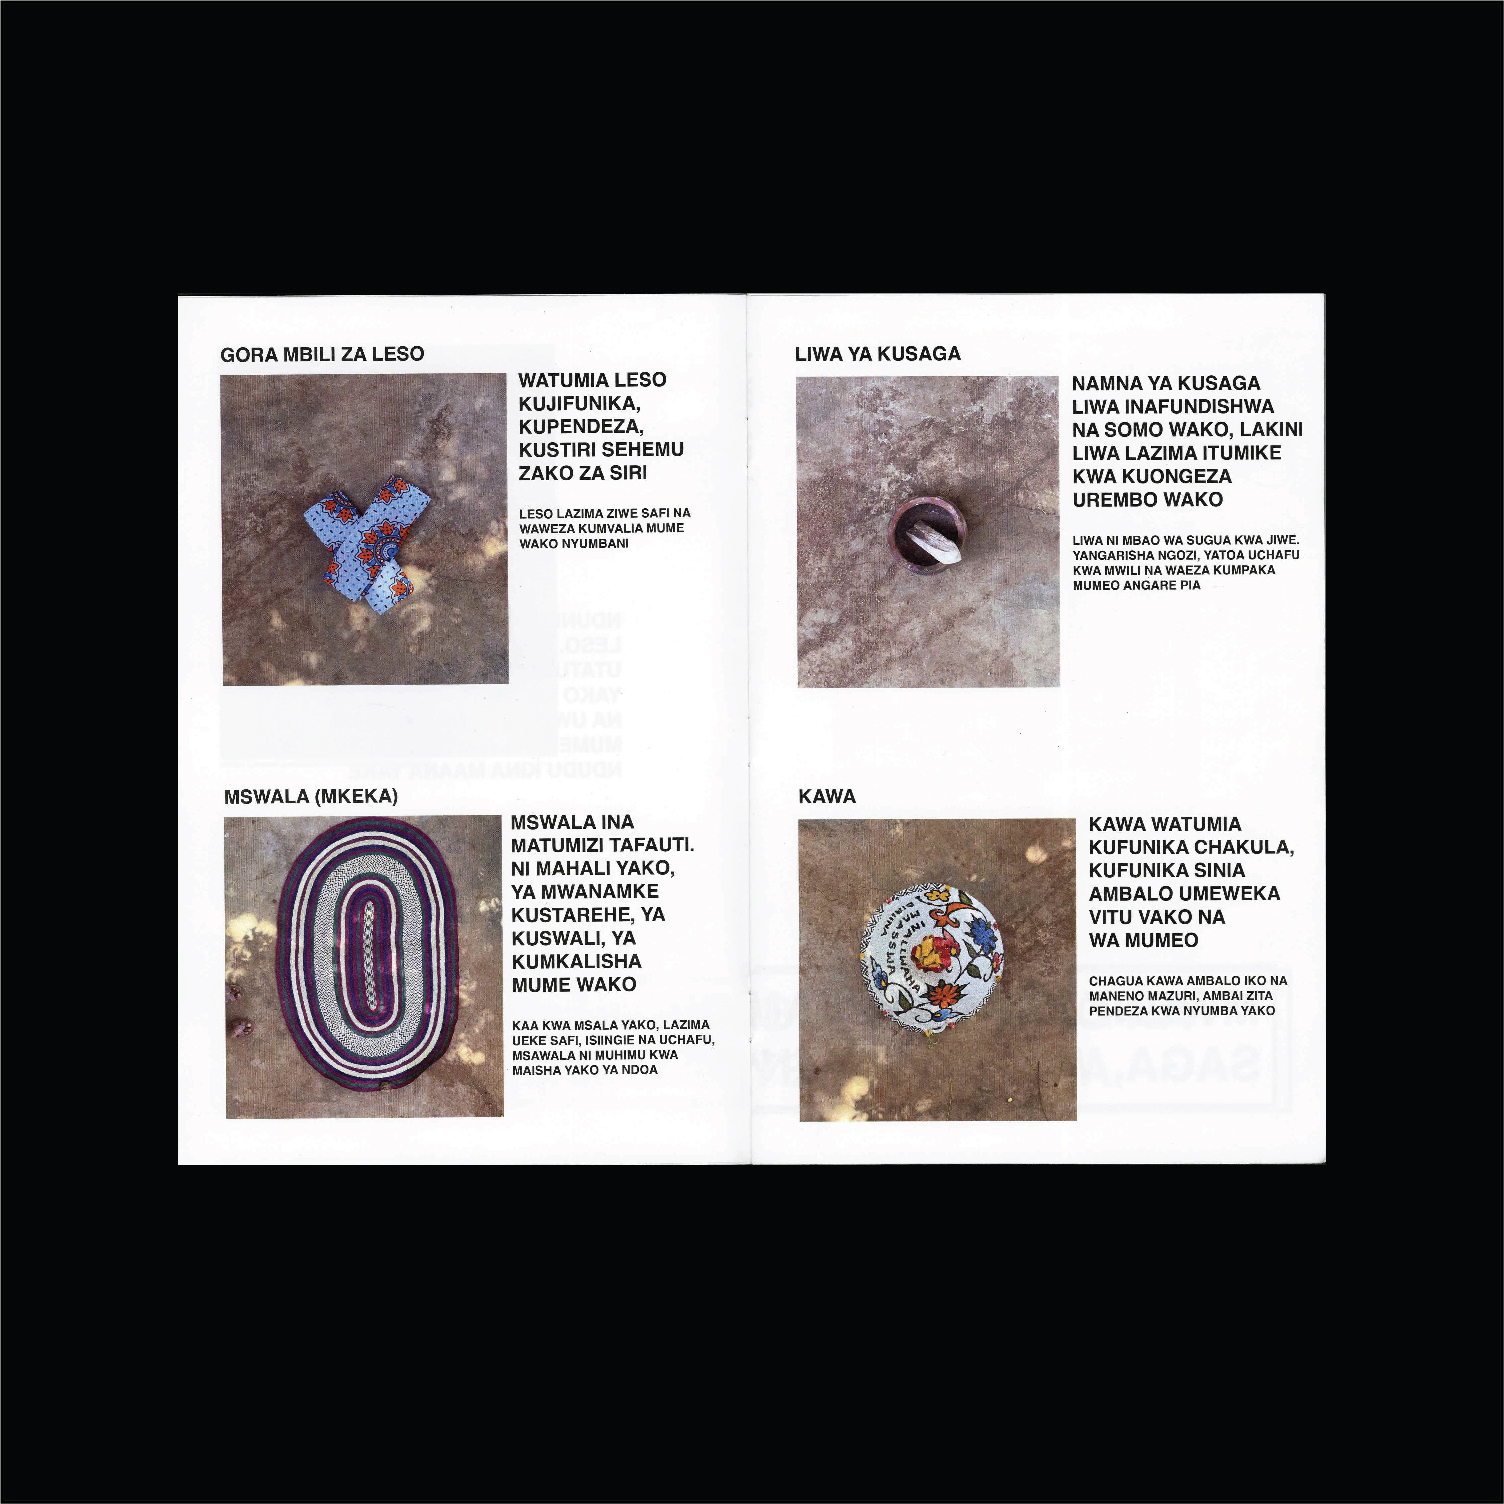 GORA MBILI ZA LESO
WATUMIA LESO
KUJIFUNIKA,
KUPENDEZA,
KUSTIRI SEHEMU
ZAKO ZA SIRI
LESO LAZIMA ZIWE SAFI NA
WAWEZA KUMVALIA MUME
WAKO NYUMBANI
MSWALA (MKEKA)
MSWALA INA
MATUMIZI TAFAUTI.
NI MAHALI YAKO,
YA MWANAMKE
KUSTAREHE, YA
KUSWALI, YA
KUMKALISHA
MUME WAKO
KAA KWA MSALA YAKO, LAZIMA
UEKE SAFI, ISIINGIE NA UCHAFU,
MSAWALA NI MUHIMU KWA
MAISHA YAKO YA NDOA
LIWA YA KUSAGA
NAMNA YA KUSAGA
LIWA INAFUNDISHWA
NA SOMO WAKO, LAKINI
LIWA LAZIMA ITUMIKE
KWA KUONGEZA
UREMBO WAKO
LIWA NI MBAO WA SUGUA KWA JIWE.
YANGARISHA NGOZI, YATOA UCHAFU
KWA MWILI NA WAEZA KUMPAKA
MUMEO ANGARE PIA
KAWA
KAWA WATUMIA
KUFUNIKA CHAKULA,
KUFUNIKA SINIA
AMBALO UMEWEKA
VITU VAKO NA
WA MUMEO
CHAGUA KAWA AMBALO IKO NA
MANENO MAZURI, AMBAI ZITA
PENDEZA KWA NYUMBA YAKO